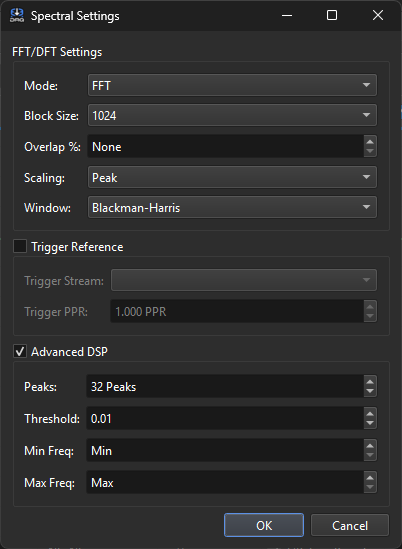 Spectral Settings
FFT/DFT Settings
Mode: FFT
Block Size: 1024
Overlap %: None
Scaling: Peak
Window: Blackman-Harris
Trigger Reference
Trigger Stream:
Trigger PPR: 1.000 PPR
Advanced DSP
Peaks: 32 Peaks
Threshold: 0.01
Min Freq: Min
Max Freq: Max
OK Cancel